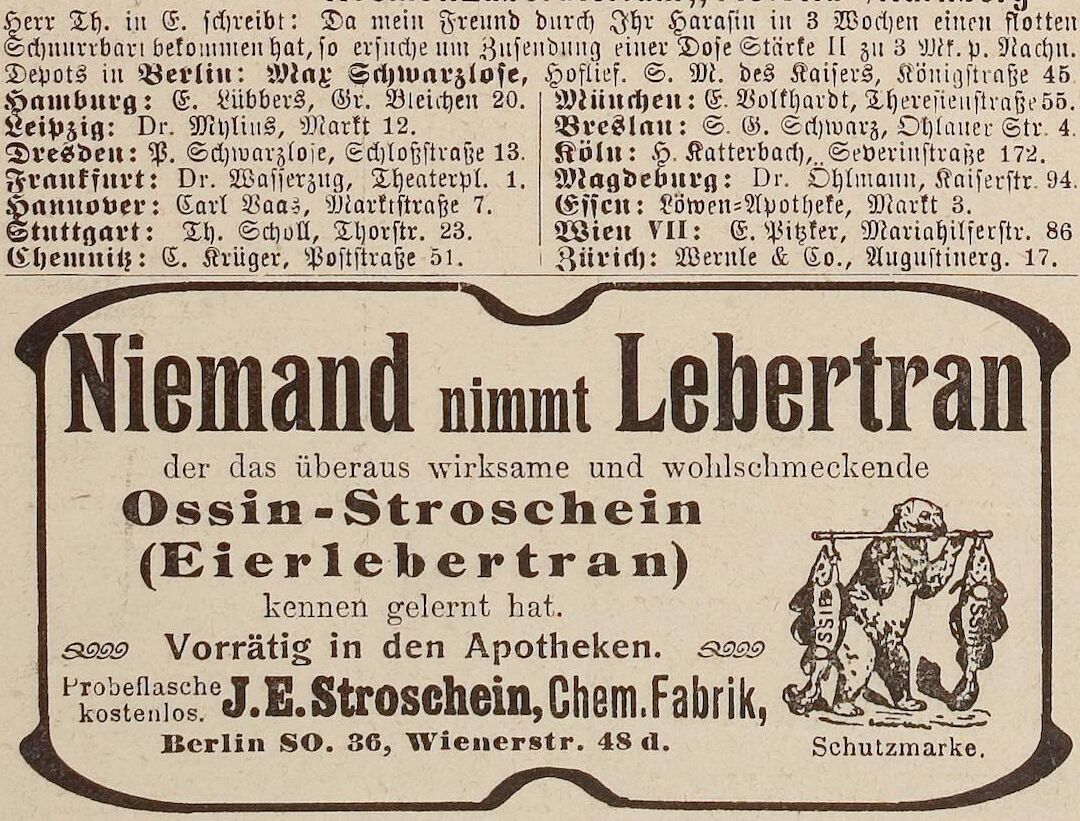 Herr Th. in E. schreibt: Da mein Freund durch Ihr Harasin in 3 Wochen einen flotten
Schnurrbart bekommen hat, so ersuche um Zusendung einer Dose Stärke II zu 3 Mk. p. Nachn.
Depots in Berlin: Max Schwarzlose, Hoflief. S. M. des Kaisers, Königstraße 45.
Hamburg: E. Lübbers, Gr. Bleichen 20.
Leipzig: Dr. Mylius, Markt 12.
Dresden: P. Schwarzlose, Schloßstraße 13.
Frankfurt: Dr. Wasserzug, Theaterpl. 1.
Hannover: Carl Vaas, Marktstraße 7.
Stuttgart: Th. Scholl, Thorstr. 23.
Chemnitz: C. Krüger, Poststraße 51.
München: E. Volkhardt, Theresienstraße 55.
Breslau: S. G. Schwarz, Ohlauer Str. 4.
Köln: H. Katterbach, Severinstraße 172.
Magdeburg: Dr. Ohlmann, Kaiserstr. 94.
Essen: Löwen-Apotheke, Markt 3.
Wien VII: E. Pitzker, Mariahilferstr. 86
Zürich: Wernle & Co., Augustinerg. 17.
Niemand nimmt Lebertran
der das überaus wirksame und wohlschmeckende
Ossin-Stroschein
(Eierlebertran)
kennen gelernt hat.
Vorrätig in den Apotheken.
Probeflasche kostenlos. J. E. Stroschein, Chem. Fabrik,
Berlin SO. 36, Wienerstr. 48 d.
Schutzmarke.